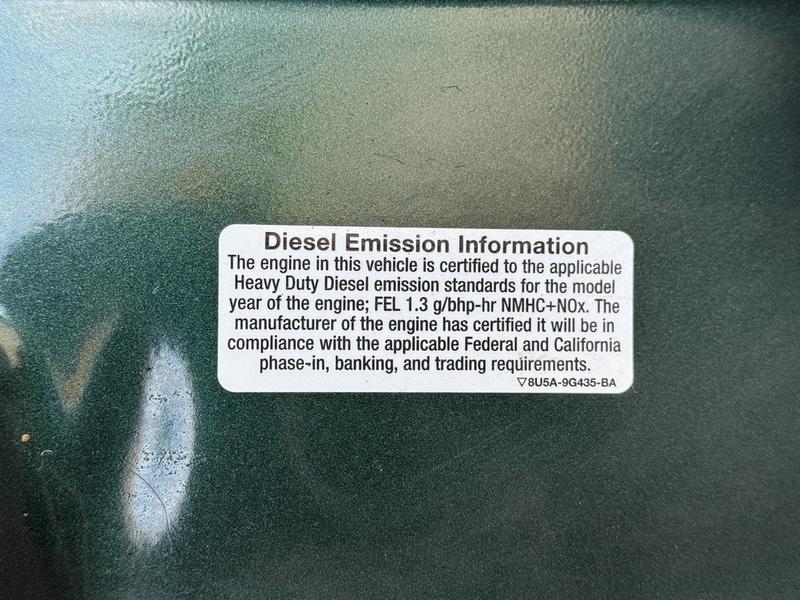 Diesel Emission Information
The engine in this vehicle is certified to the applicable
Heavy Duty Diesel emission standards for the model
year of the engine; FEL 1.3 g/bhp-hr NMHC+NOx. The
manufacturer of the engine has certified it will be in
compliance with the applicable Federal and California
phase-in, banking, and trading requirements.
▽8U5A-9G435-BA